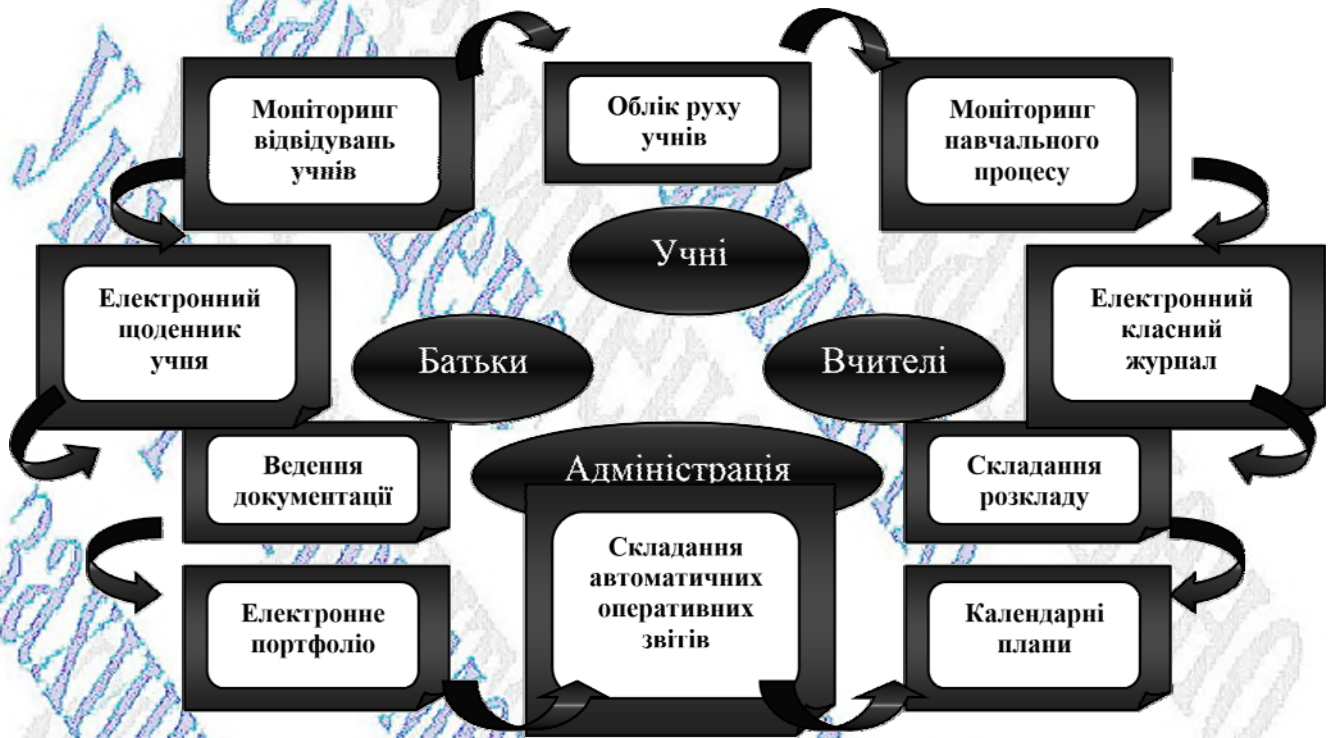 Моніторинг
відвідувань
учнів
Облік руху
учнів
Моніторинг
навчального
процесу
Учні
Електронний
щоденник
учня
Батьки
Вчителі
Електронний
класний
журнал
Ведення
документації
Адміністрація
Складання
розкладу
Складання
автоматичних
оперативних
звітів
Електронне
портфоліо
Календарні
плани